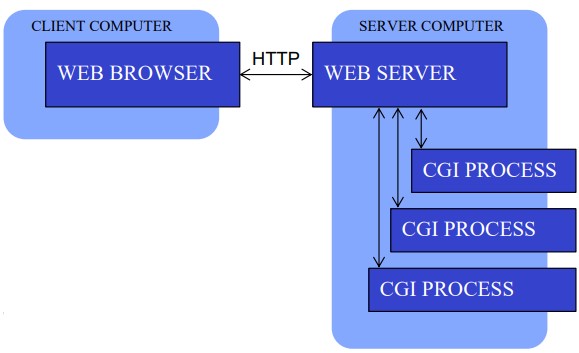 CLIENT COMPUTER
SERVER COMPUTER
WEB BROWSER
HTTP
WEB SERVER
CGI PROCESS
CGI PROCESS
CGI PROCESS